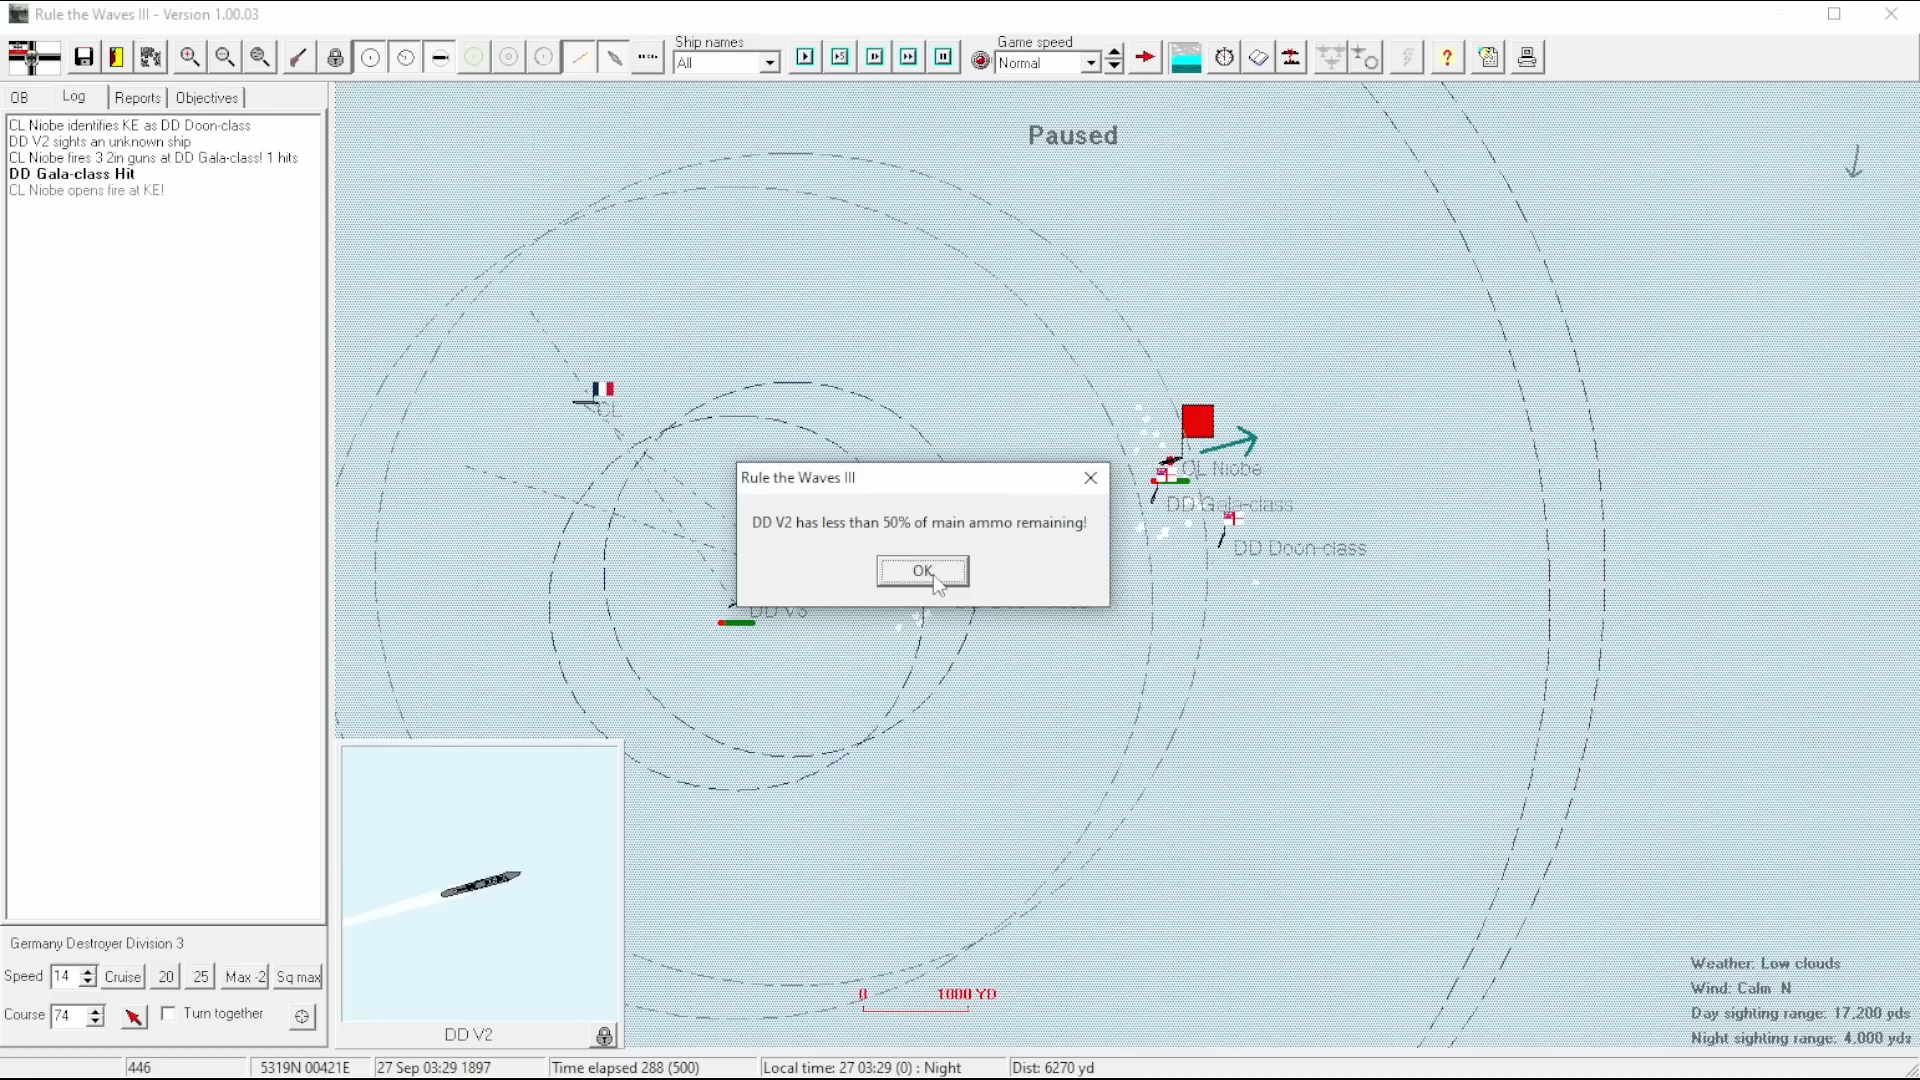 Rule the Waves III - Version 1.00.03
Ship names
All
Game speed
Normal
OB
Log
Reports
Objectives
CL Niobe identifies KE as DD Doon-class
DD V2 sights an unknown ship
CL Niobe fires 3 2in guns at DD Gala-class! 1 hits
DD Gala-class Hit
CL Niobe opens fire at KE!
Paused
CL
CL Niobe
DD Gala-class
DD Doon-class
Rule the Waves III
DD V2 has less than 50% of main ammo remaining!
OK
DD V3
Germany Destroyer Division 3
Speed 14 Cruise 20 25 Max -2 Sq max
Course 74 Turn together
DD V2
0 1000 YD
Weather: Low clouds
Wind: Calm N
Day sighting range: 17,200 yds
Night sighting range: 4,000 yds
446 5319N 00421E 27 Sep 03:29 1897 Time elapsed 288 (500) Local time: 27 03:29 (0) : Night Dist: 6270 yd